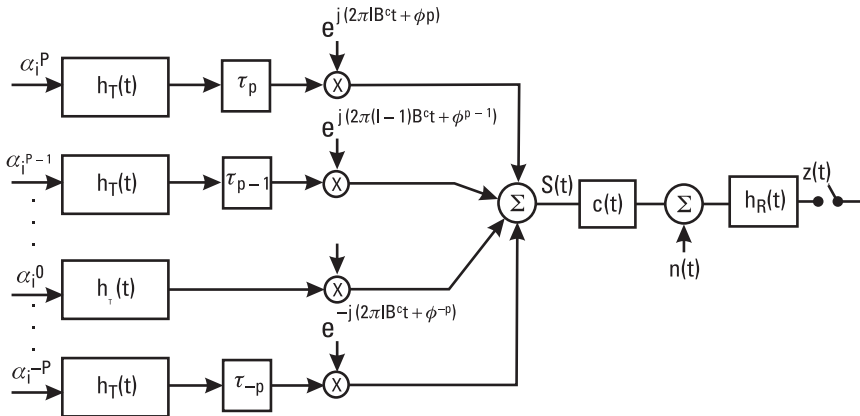 e^{j(2πlB^c t + ϕp)}
α_i^P h_T(t) τ_p X
e^{j(2π(l−1)B^c t + ϕ^{p−1})}
α_i^{P−1} h_T(t) τ_{p−1} X
Σ S(t) c(t) Σ h_R(t) z(t)
n(t)
α_i^0 h_T(t) X
e^{−j(2πlB^c t + ϕ^{−p})}
α_i^{−P} h_T(t) τ_{−p} X